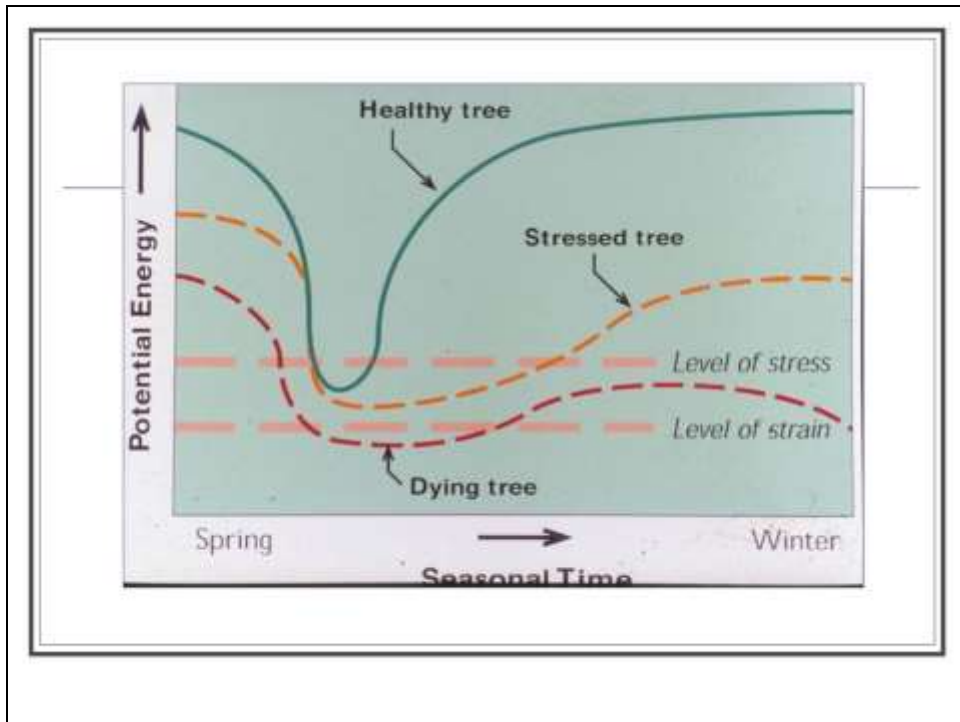 Healthy tree
Stressed tree
Potential Energy
Level of stress
Level of strain
Dying tree
Spring
Winter
Seasonal Time